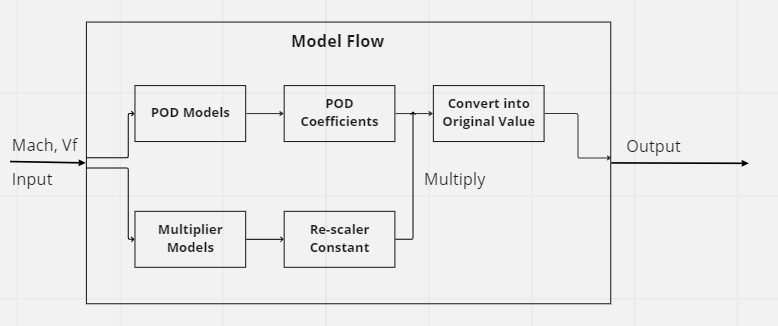 Model Flow
POD Models
POD
Coefficients
Convert into
Original Value
Mach, Vf
Input
Output
Multiply
Multiplier
Models
Re-scaler
Constant